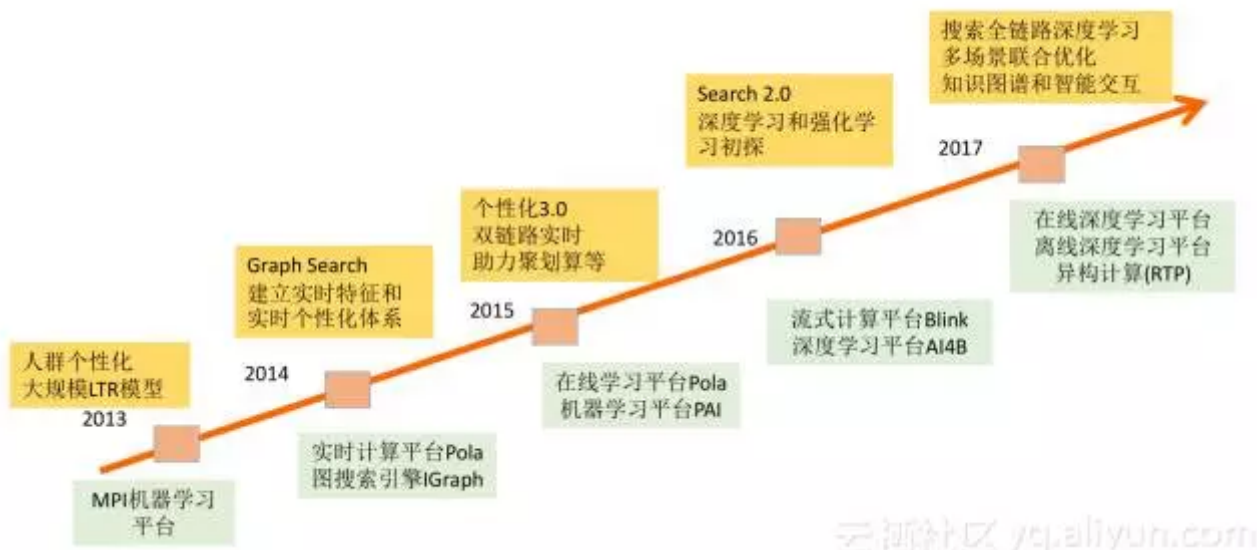 搜索全链路深度学习
多场景联合优化
知识图谱和智能交互
Search 2.0
深度学习和强化学
习初探
2017
个性化3.0
双链路实时
助力聚划算等
2016
在线深度学习平台
离线深度学习平台
异构计算(RTP)
Graph Search
建立实时特征和
实时个性化体系
2015
流式计算平台Blink
深度学习平台AI4B
人群个性化
大规模LTR模型
2014
在线学习平台Pola
机器学习平台PAI
2013
实时计算平台Pola
图搜索引擎IGraph
MPI机器学习
平台
云栖社区 yq.aliyun.com